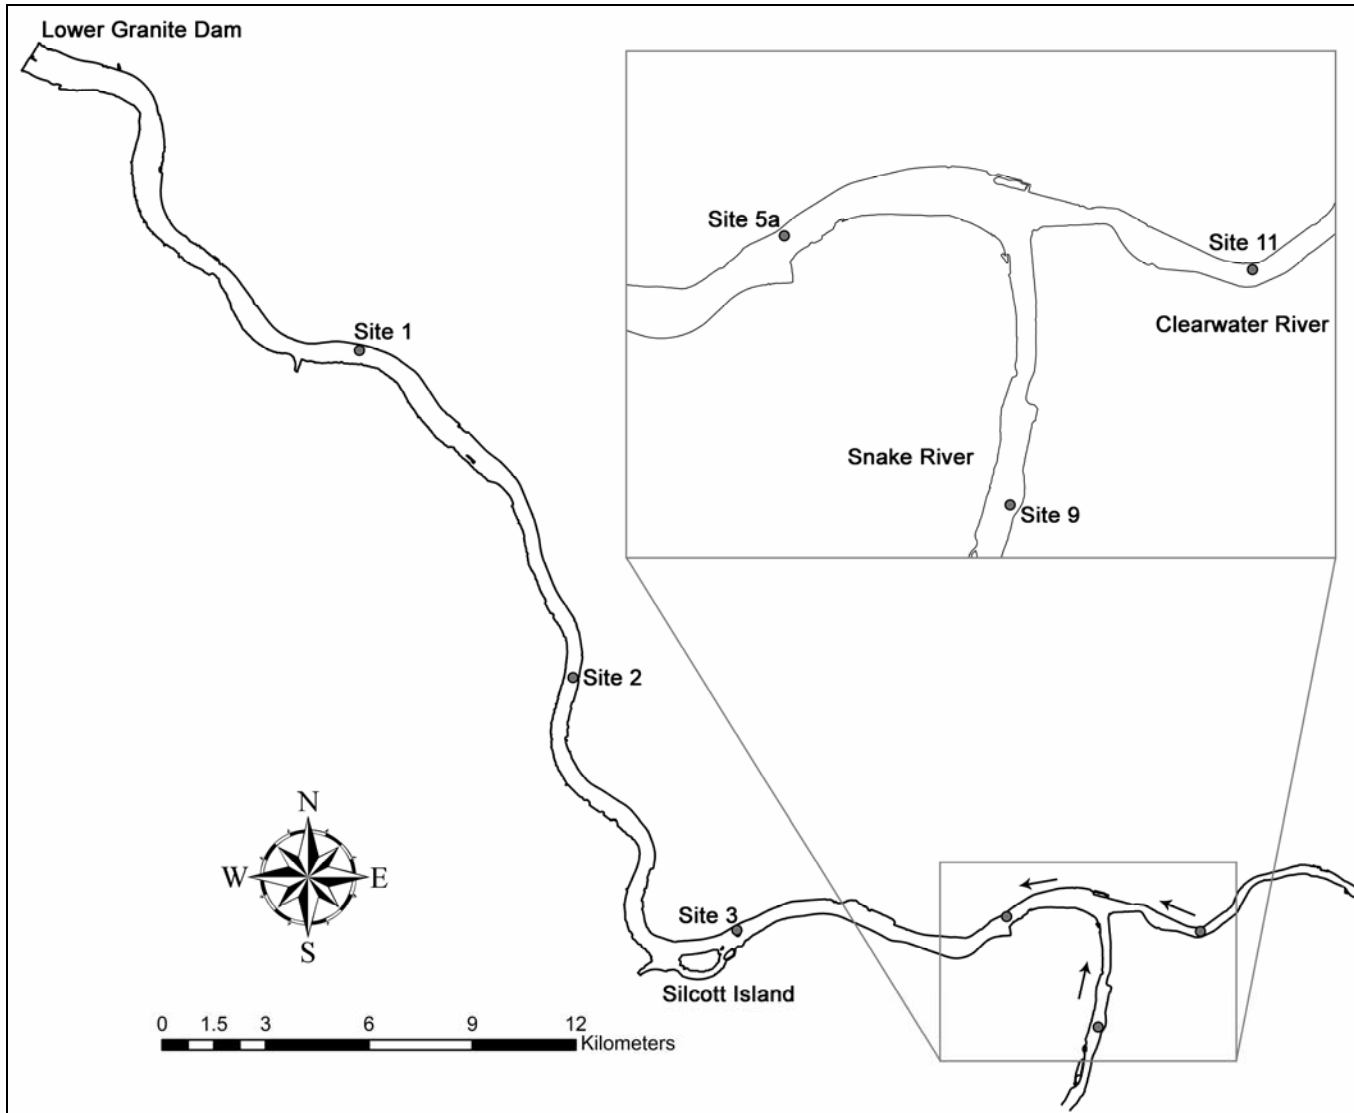 Lower Granite Dam
Site 5a
Site 11
Clearwater River
Site 1
Snake River
Site 9
Site 2
N
W E
S
Site 3
Silcott Island
0 1.5 3 6 9 12
Kilometers